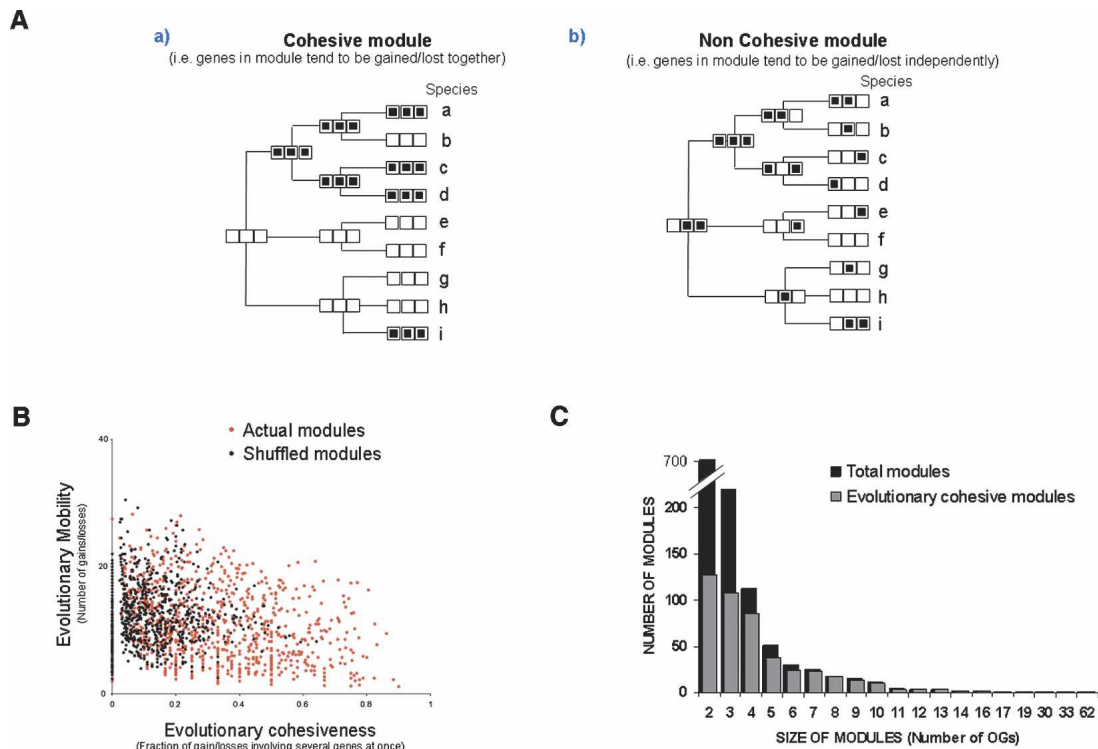 A
a)
Cohesive module
(i.e. genes in module tend to be gained/lost together)
Species
a
b
c
d
e
f
g
h
i
b)
Non Cohesive module
(i.e. genes in module tend to be gained/lost independently)
Species
a
b
c
d
e
f
g
h
i
B
Actual modules
Shuffled modules
Evolutionary Mobility
(Number of gains/losses)
40
20
0
0 0.2 0.4 0.6 0.8 1
Evolutionary cohesiveness
(Fraction of gain/losses involving several genes at once)
C
Total modules
Evolutionary cohesive modules
NUMBER OF MODULES
700
200
150
100
50
0
2 3 4 5 6 7 8 9 10 11 12 13 14 16 17 19 30 33 62
SIZE OF MODULES (Number of OGs)